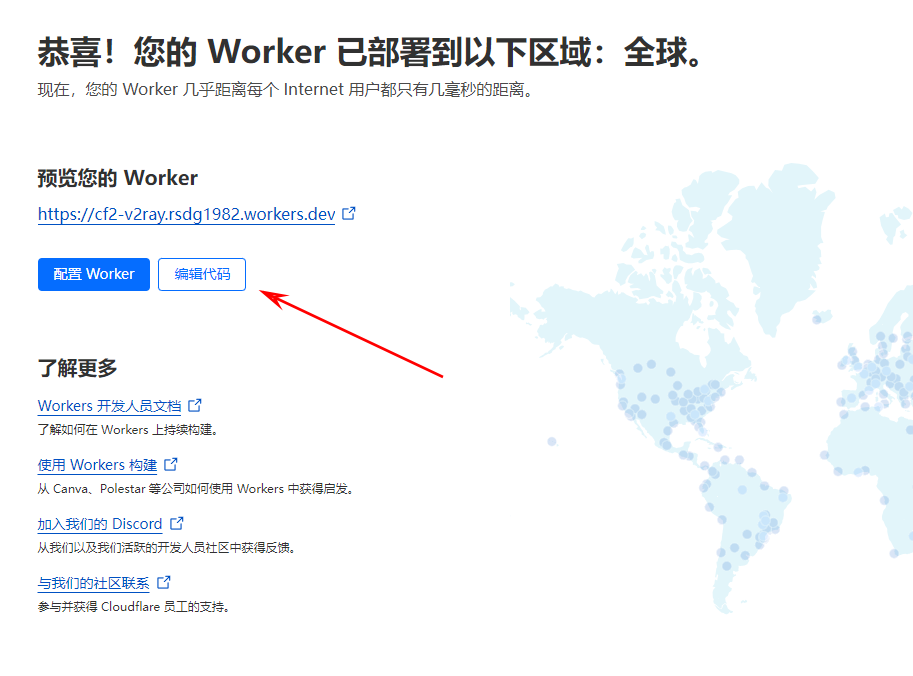 恭喜！您的 Worker 已部署到以下区域：全球。
现在，您的 Worker 几乎距离每个 Internet 用户都只有几毫秒的距离。
预览您的 Worker
https://cf2-v2ray.rsdg1982.workers.dev
配置 Worker 编辑代码
了解更多
Workers 开发人员文档
了解如何在 Workers 上持续构建。
使用 Workers 构建
从 Canva、Polestar 等公司如何使用 Workers 中获得启发。
加入我们的 Discord
从我们以及我们活跃的开发人员社区中获得反馈。
与我们的社区联系
参与并获得 Cloudflare 员工的支持。